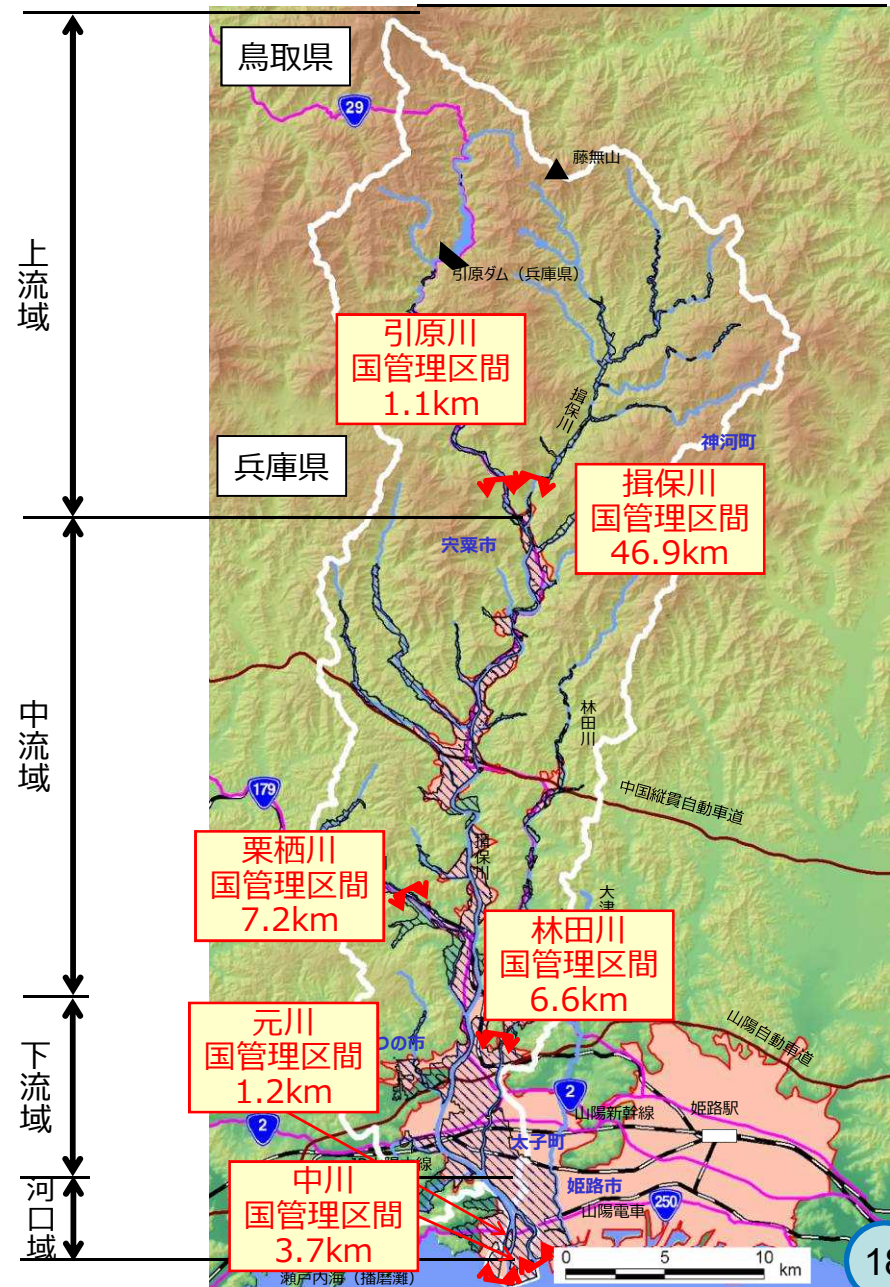 鳥取県
29
藤無山
引原ダム（兵庫県）
上流域
引原川
国管理区間
1.1km
揖保川
神河町
兵庫県
揖保川
国管理区間
46.9km
宍粟市
中流域
林田川
179
中国縦貫自動車道
揖保川
栗栖川
国管理区間
7.2km
大津
林田川
国管理区間
6.6km
下流域
元川
国管理区間
1.2km
つの市
山陽自動車道
2
2
山陽新幹線
姫路駅
太子町
線
河口域
中川
国管理区間
3.7km
姫路市
250
山陽電車
0 5 10 km
瀬戸内海（播磨灘）
18